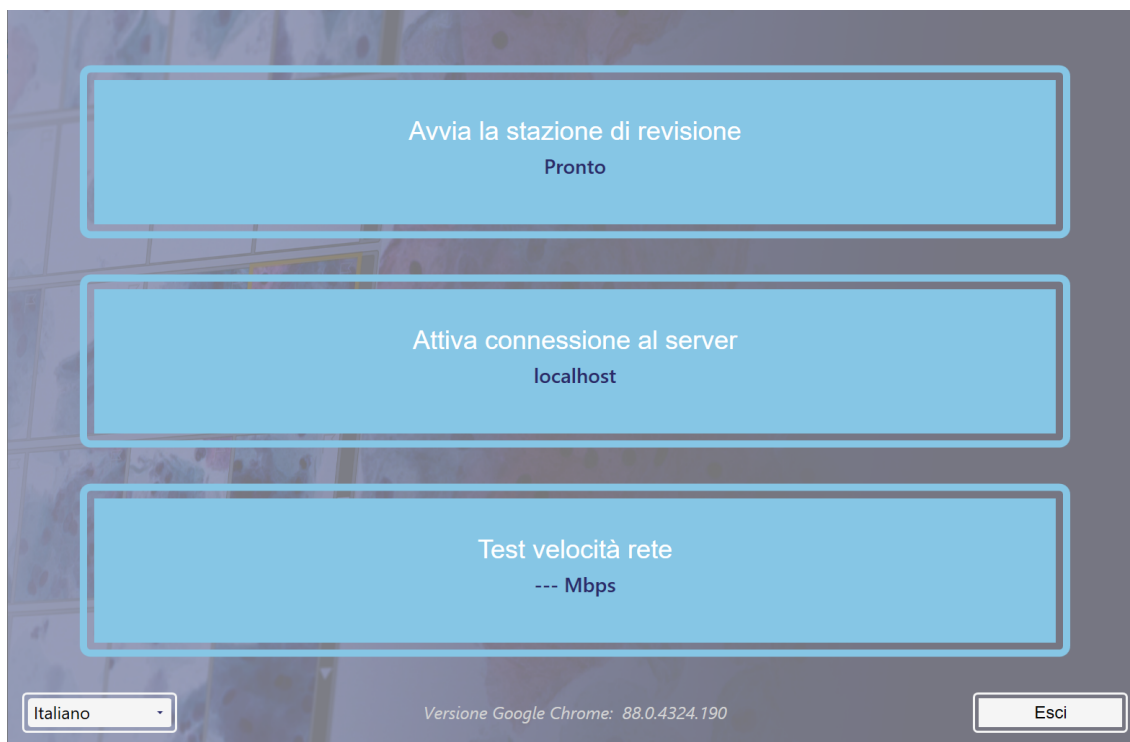 Avvia la stazione di revisione
Pronto
Attiva connessione al server
localhost
Test velocità rete
--- Mbps
Italiano
Versione Google Chrome: 88.0.4324.190
Esci